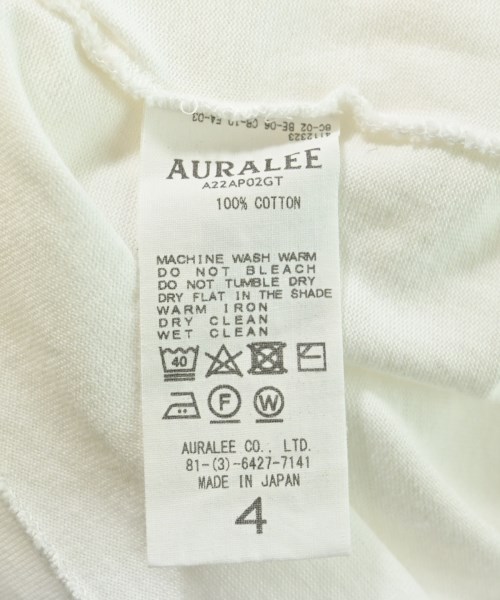 4112323
AURALEE
A22AP02GT
100% COTTON
MACHINE WASH WARM
DO NOT BLEACH
DO NOT TUMBLE DRY
DRY FLAT IN THE SHADE
WARM IRON
DRY CLEAN
WET CLEAN
40
F W
AURALEE CO., LTD.
81-(3)-6427-7141
MADE IN JAPAN
4